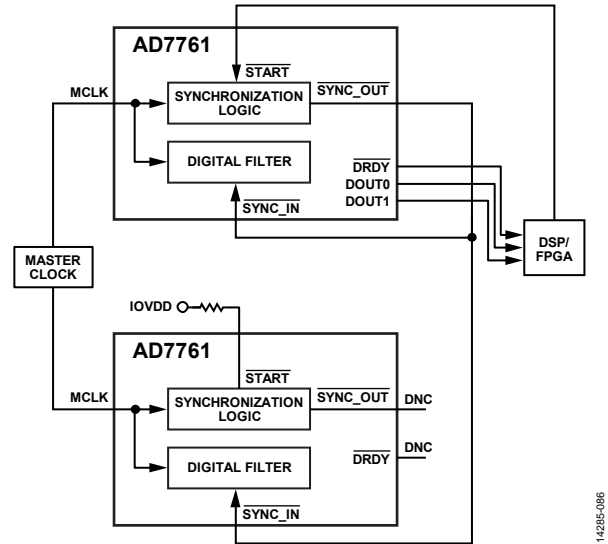 AD7761
START
MCLK
SYNCHRONIZATION
LOGIC
SYNC_OUT
DIGITAL FILTER
DRDY
DOUT0
DOUT1
SYNC_IN
DSP/
FPGA
MASTER
CLOCK
IOVDD
AD7761
START
MCLK
SYNCHRONIZATION
LOGIC
SYNC_OUT
DNC
DIGITAL FILTER
DRDY
DNC
SYNC_IN
14285-086